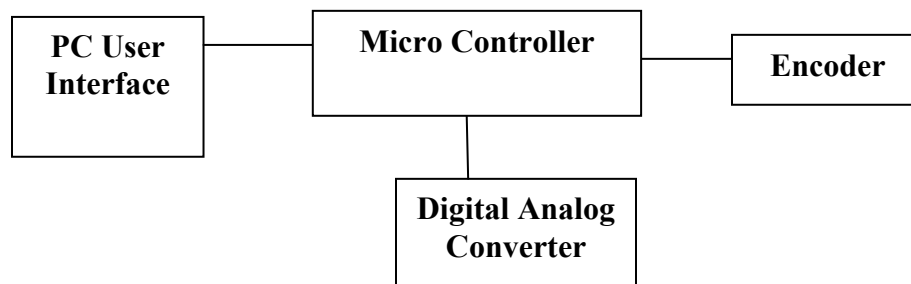 PC User
Interface
Micro Controller
Encoder
Digital Analog
Converter